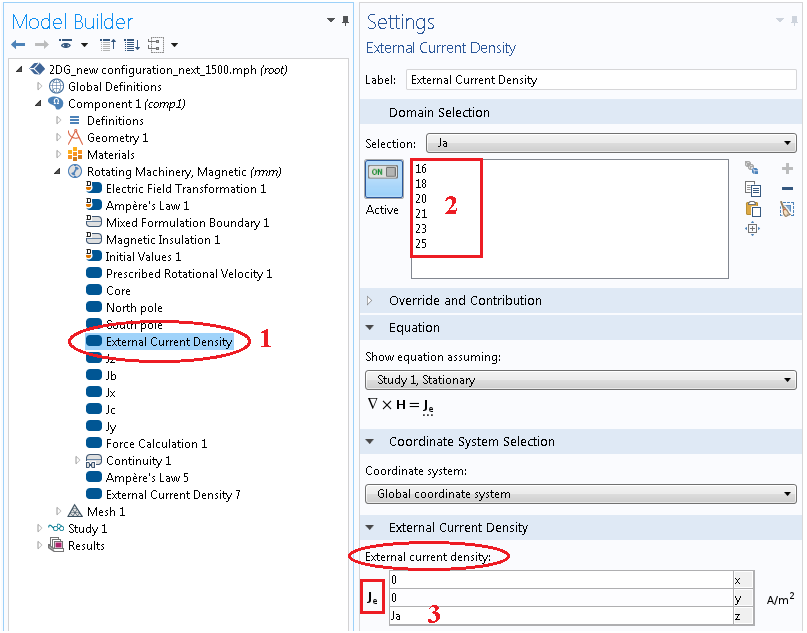 Model Builder
2DG_new configuration_next_1500.mph (root)
Global Definitions
Component 1 (comp1)
Definitions
Geometry 1
Materials
Rotating Machinery, Magnetic (rmm)
Electric Field Transformation 1
Ampère's Law 1
Mixed Formulation Boundary 1
Magnetic Insulation 1
Initial Values 1
Prescribed Rotational Velocity 1
Core
North pole
South pole
External Current Density
1
Jz
Jb
Jx
Jc
Jy
Force Calculation 1
Continuity 1
Ampère's Law 5
External Current Density 7
Mesh 1
Study 1
Results
Settings
External Current Density
Label: External Current Density
Domain Selection
Selection: Ja
ON
Active
16
18
20
21
23
25
2
Override and Contribution
Equation
Show equation assuming:
Study 1, Stationary
∇ × H = Je
Coordinate System Selection
Coordinate system:
Global coordinate system
External Current Density
External current density:
Je
0 x
0 y
Ja z
A/m²
3